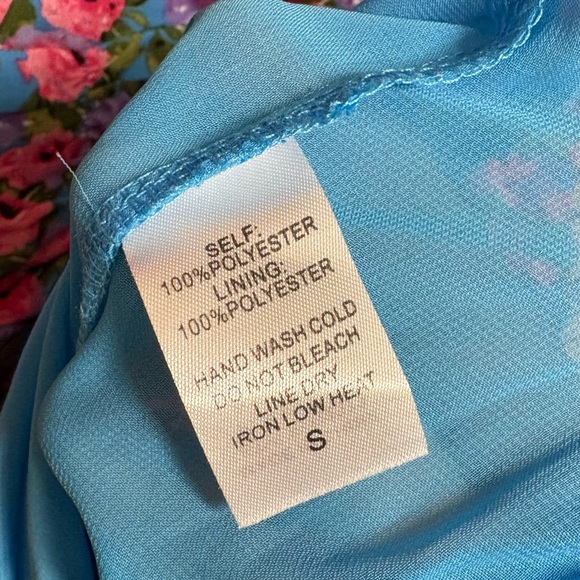 SELF:
100%POLYESTER
LINING:
100%POLYESTER
HAND WASH COLD
DO NOT BLEACH
LINE DRY
IRON LOW HEAT
S